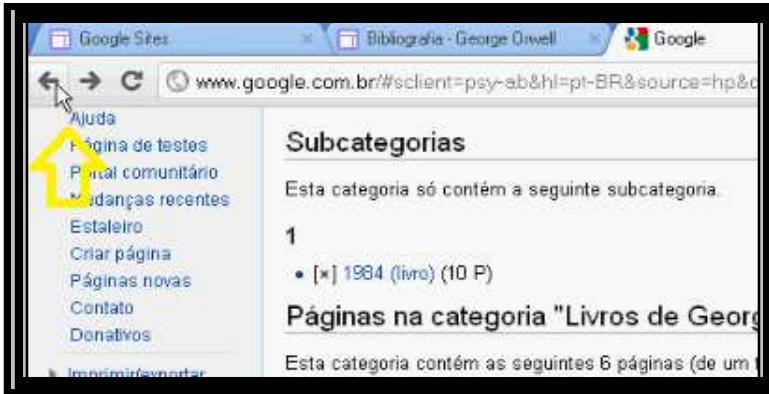 Google Sites
Bibliografia - George Orwell
Google
www.google.com.br/#sclient=psy-ab&hl=pt-BR&source=hp&
Ajuda
Página de testes
Portal comunitário
Mudanças recentes
Estaleiro
Criar página
Páginas novas
Contato
Donativos
Imprimir/exportar
Subcategorias
Esta categoria só contém a seguinte subcategoria.
1
• [×] 1984 (livro) (10 P)
Páginas na categoria "Livros de Georg
Esta categoria contém as seguintes 6 páginas (de um